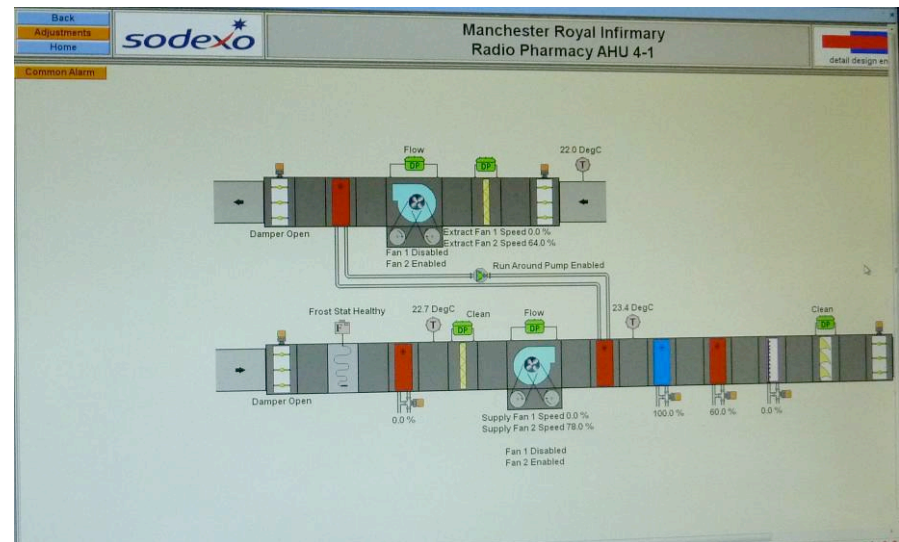 Back
Adjustments
Home
sodexo
Manchester Royal Infirmary
Radio Pharmacy AHU 4-1
detail design en
Common Alarm
Flow
DP
DP
22.0 DegC
T
Damper Open
Extract Fan 1 Speed 0.0 %
Extract Fan 2 Speed 64.0 %
Fan 1 Disabled
Fan 2 Enabled
Run Around Pump Enabled
Frost Stat Healthy
22.7 DegC
Clean
Flow
23.4 DegC
Clean
F
T
DP
DP
T
DP
Damper Open
0.0 %
Supply Fan 1 Speed 0.0 %
Supply Fan 2 Speed 78.0 %
100.0 %
60.0 %
0.0 %
Fan 1 Disabled
Fan 2 Enabled